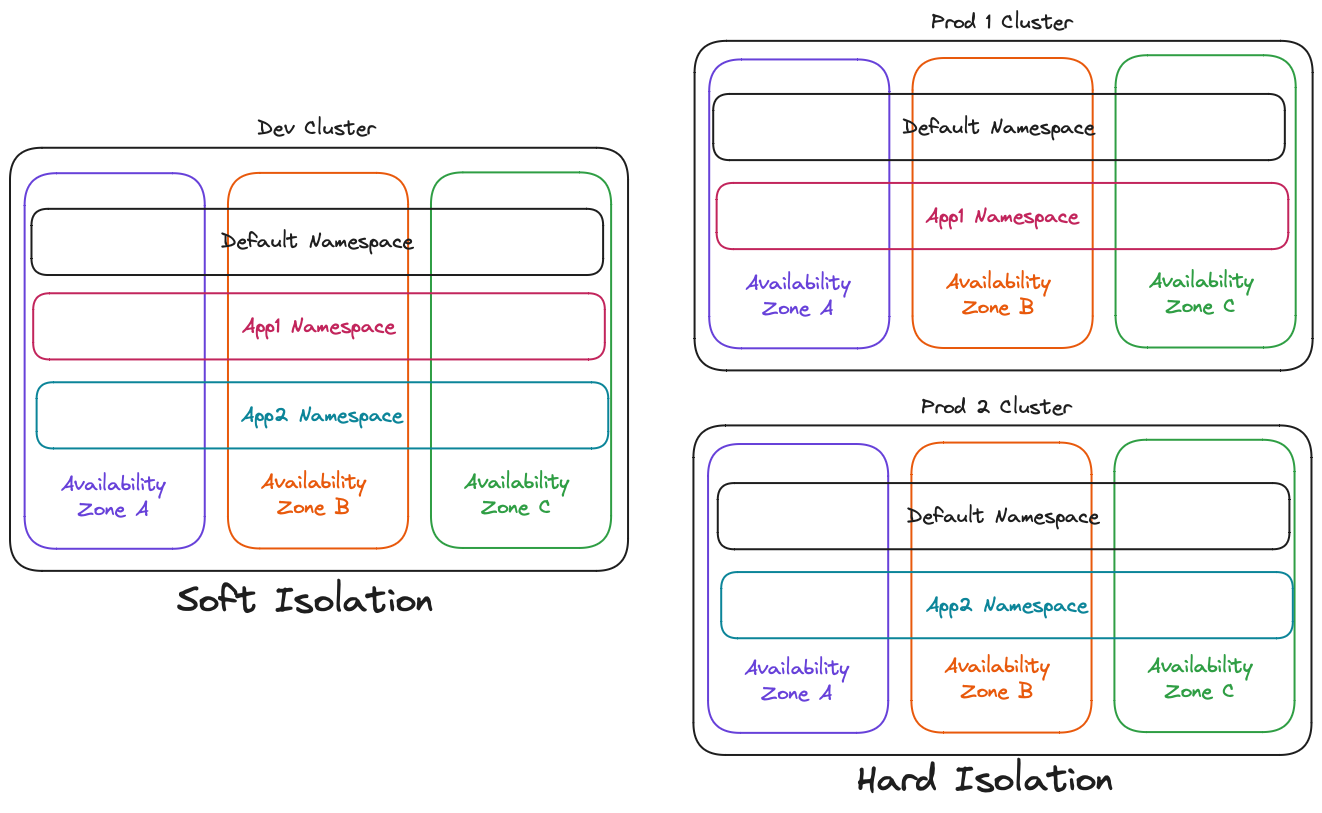 Dev Cluster
Default Namespace
App1 Namespace
App2 Namespace
Availability
Zone A
Availability
Zone B
Availability
Zone C
Soft Isolation
Prod 1 Cluster
Default Namespace
App1 Namespace
Availability
Zone A
Availability
Zone B
Availability
Zone C
Prod 2 Cluster
Default Namespace
App2 Namespace
Availability
Zone A
Availability
Zone B
Availability
Zone C
Hard Isolation